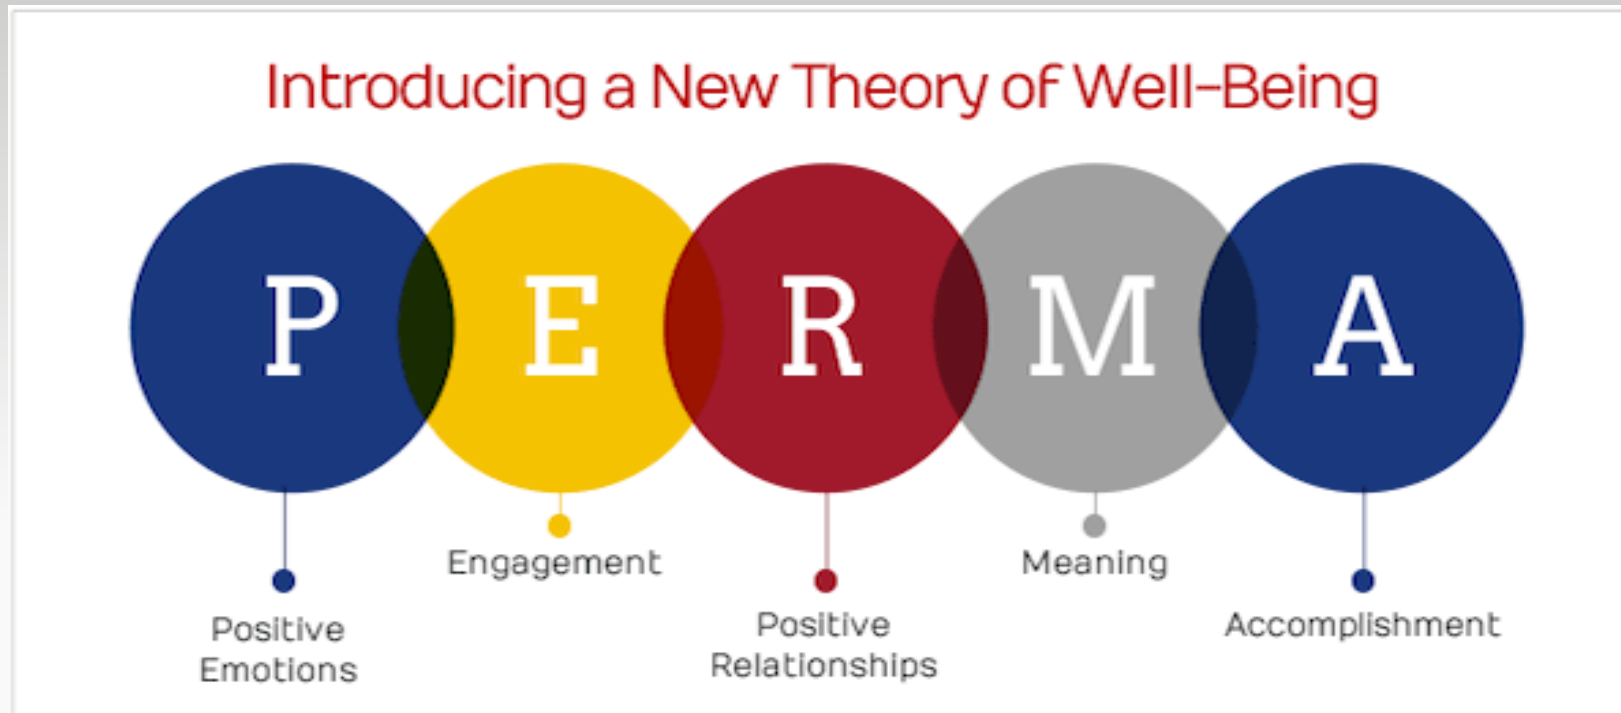 Introducing a New Theory of Well-Being
P E R M A
Engagement
Meaning
Positive
Emotions
Positive
Relationships
Accomplishment